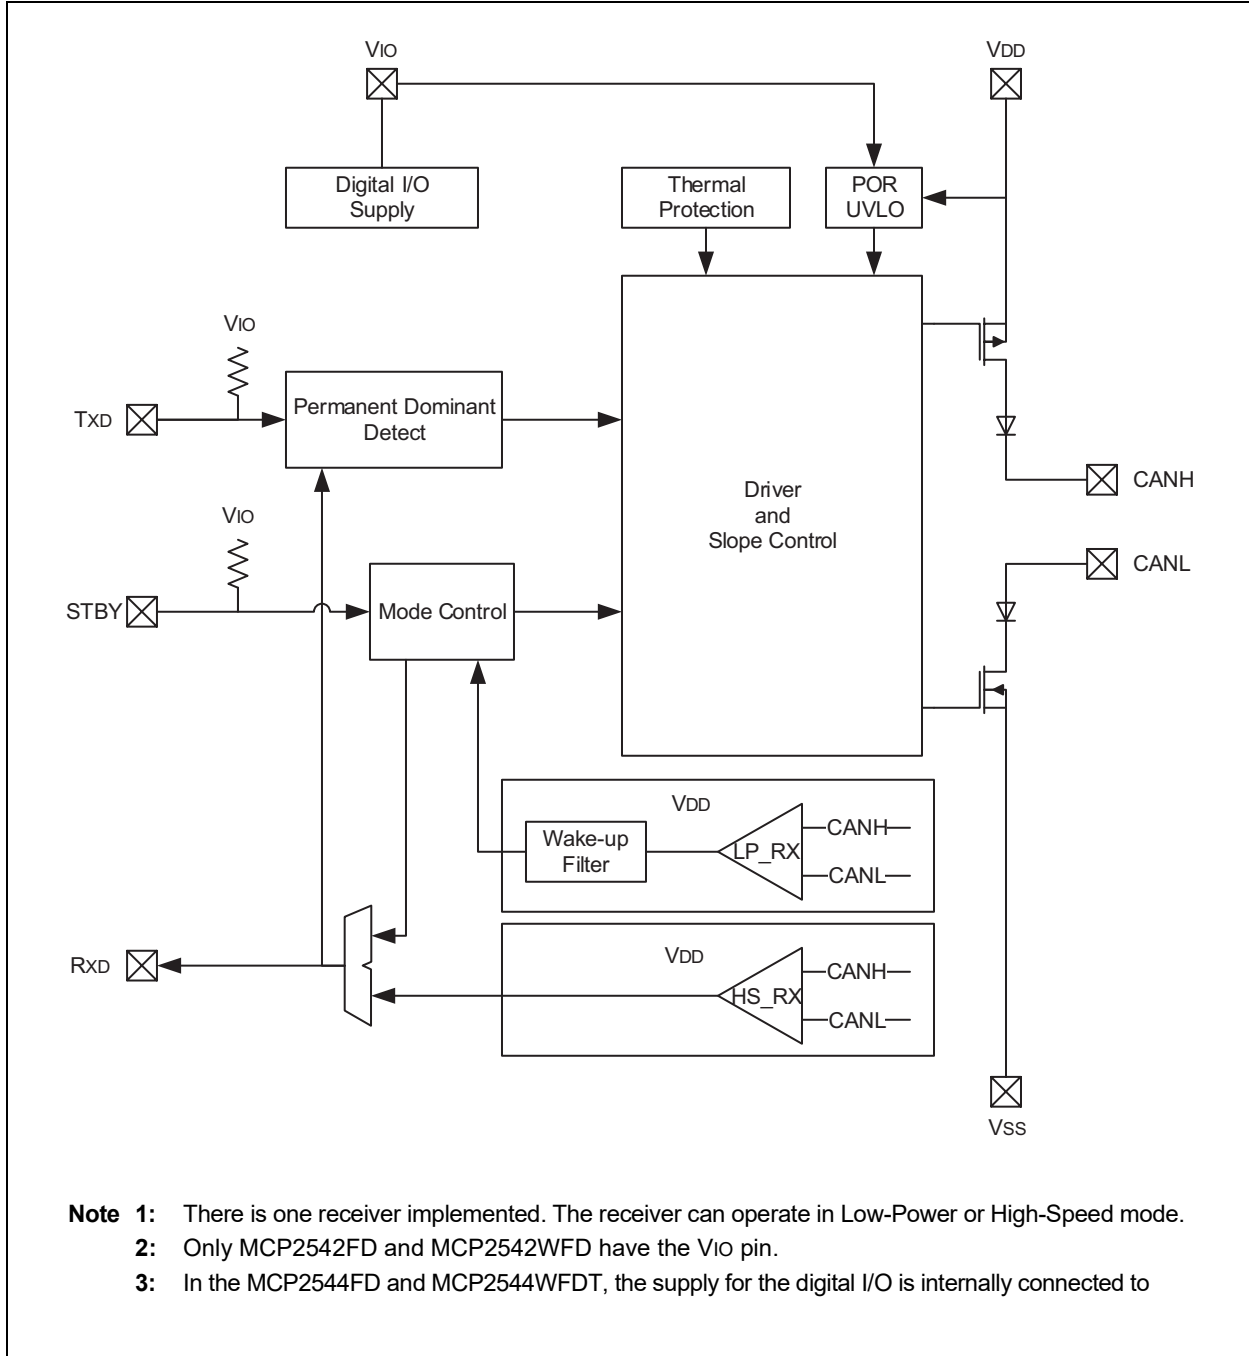 VIO
VDD
Digital I/O
Supply
Thermal
Protection
POR
UVLO
VIO
TXD
Permanent Dominant
Detect
Driver
and
Slope Control
CANH
VIO
CANL
STBY
Mode Control
VDD
Wake-up
Filter
LP_RX
CANH
CANL
RXD
VDD
HS_RX
CANH
CANL
VSS
Note 1: There is one receiver implemented. The receiver can operate in Low-Power or High-Speed mode.
2: Only MCP2542FD and MCP2542WFD have the VIO pin.
3: In the MCP2544FD and MCP2544WFDT, the supply for the digital I/O is internally connected to